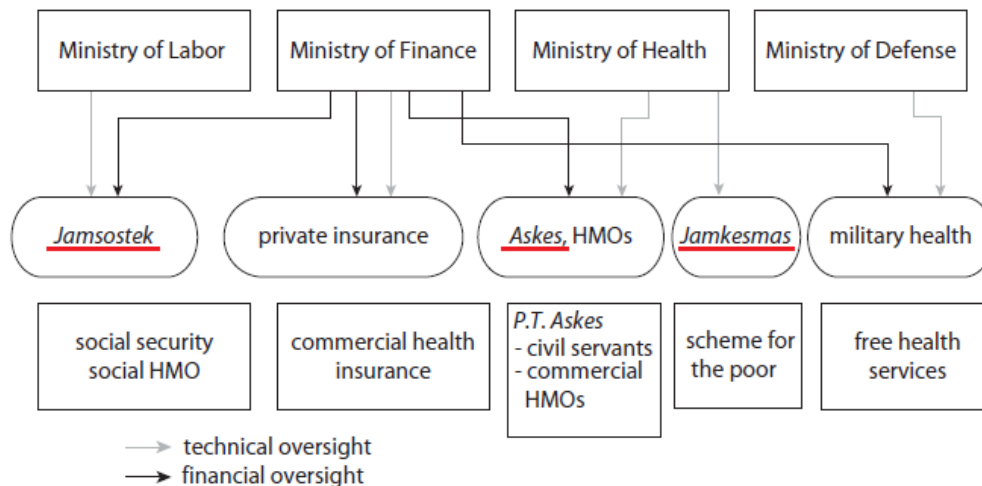 Ministry of Labor
Ministry of Finance
Ministry of Health
Ministry of Defense
Jamsostek
private insurance
Askes, HMOs
Jamkesmas
military health
social security
social HMO
commercial health
insurance
P.T. Askes
- civil servants
- commercial
HMOs
scheme for
the poor
free health
services
technical oversight
financial oversight